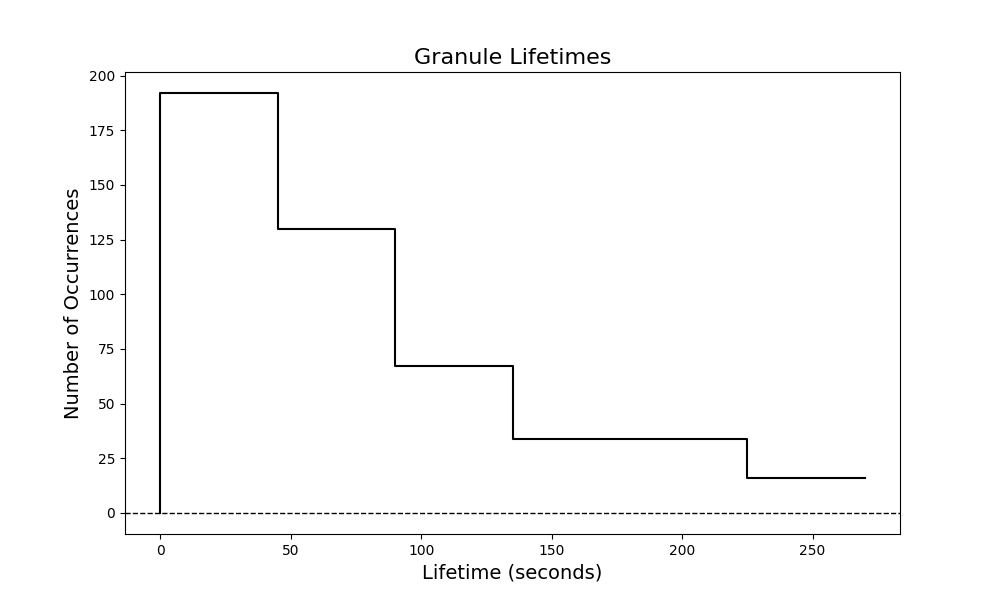 Granule Lifetimes
200
175
150
125
100
75
50
25
0
Number of Occurrences
0 50 100 150 200 250
Lifetime (seconds)